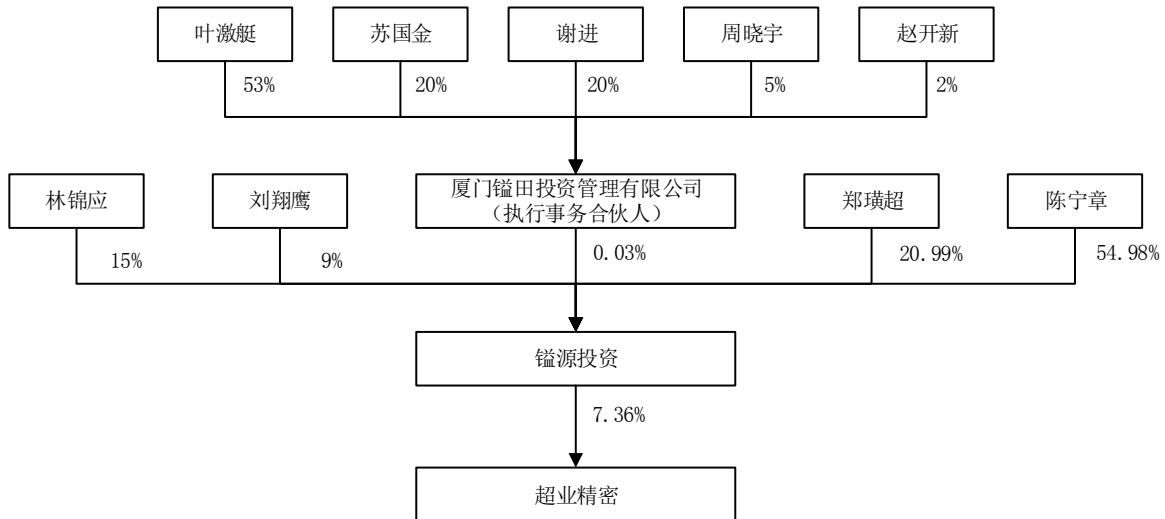 叶激艇
苏国金
谢进
周晓宇
赵开新
53%
20%
20%
5%
2%
林锦应
刘翔鹰
厦门镒田投资管理有限公司
（执行事务合伙人）
郑璜超
陈宁章
15%
9%
0.03%
20.99%
54.98%
镒源投资
7.36%
超业精密